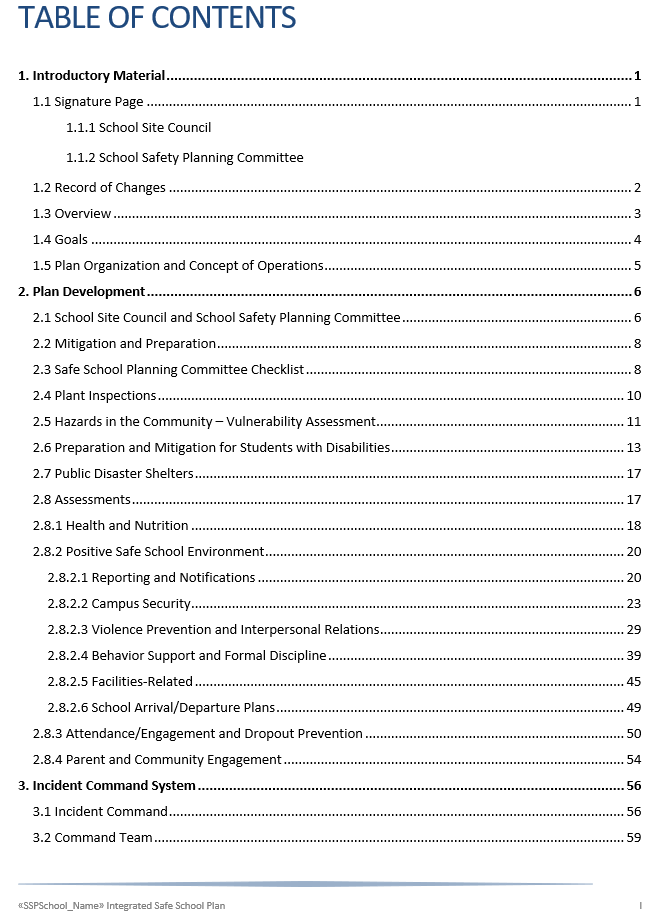 TABLE OF CONTENTS
1. Introductory Material 1
1.1 Signature Page 1
1.1.1 School Site Council
1.1.2 School Safety Planning Committee
1.2 Record of Changes 2
1.3 Overview 3
1.4 Goals 4
1.5 Plan Organization and Concept of Operations 5
2. Plan Development 6
2.1 School Site Council and School Safety Planning Committee 6
2.2 Mitigation and Preparation 8
2.3 Safe School Planning Committee Checklist 8
2.4 Plant Inspections 10
2.5 Hazards in the Community – Vulnerability Assessment 11
2.6 Preparation and Mitigation for Students with Disabilities 13
2.7 Public Disaster Shelters 17
2.8 Assessments 17
2.8.1 Health and Nutrition 18
2.8.2 Positive Safe School Environment 20
2.8.2.1 Reporting and Notifications 20
2.8.2.2 Campus Security 23
2.8.2.3 Violence Prevention and Interpersonal Relations 29
2.8.2.4 Behavior Support and Formal Discipline 39
2.8.2.5 Facilities-Related 45
2.8.2.6 School Arrival/Departure Plans 49
2.8.3 Attendance/Engagement and Dropout Prevention 50
2.8.4 Parent and Community Engagement 54
3. Incident Command System 56
3.1 Incident Command 56
3.2 Command Team 59
«SSPSchool_Name» Integrated Safe School Plan I